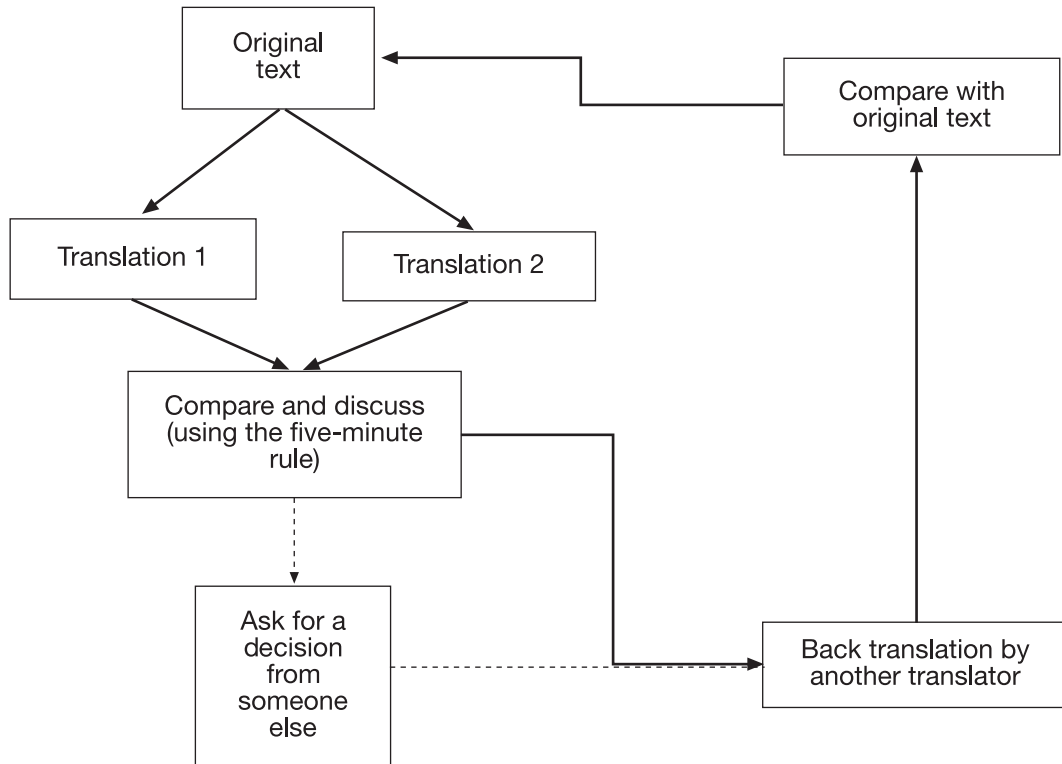 Original
text
Compare with
original text
Translation 1
Translation 2
Compare and discuss
(using the five-minute
rule)
Ask for a
decision
from
someone
else
Back translation by
another translator